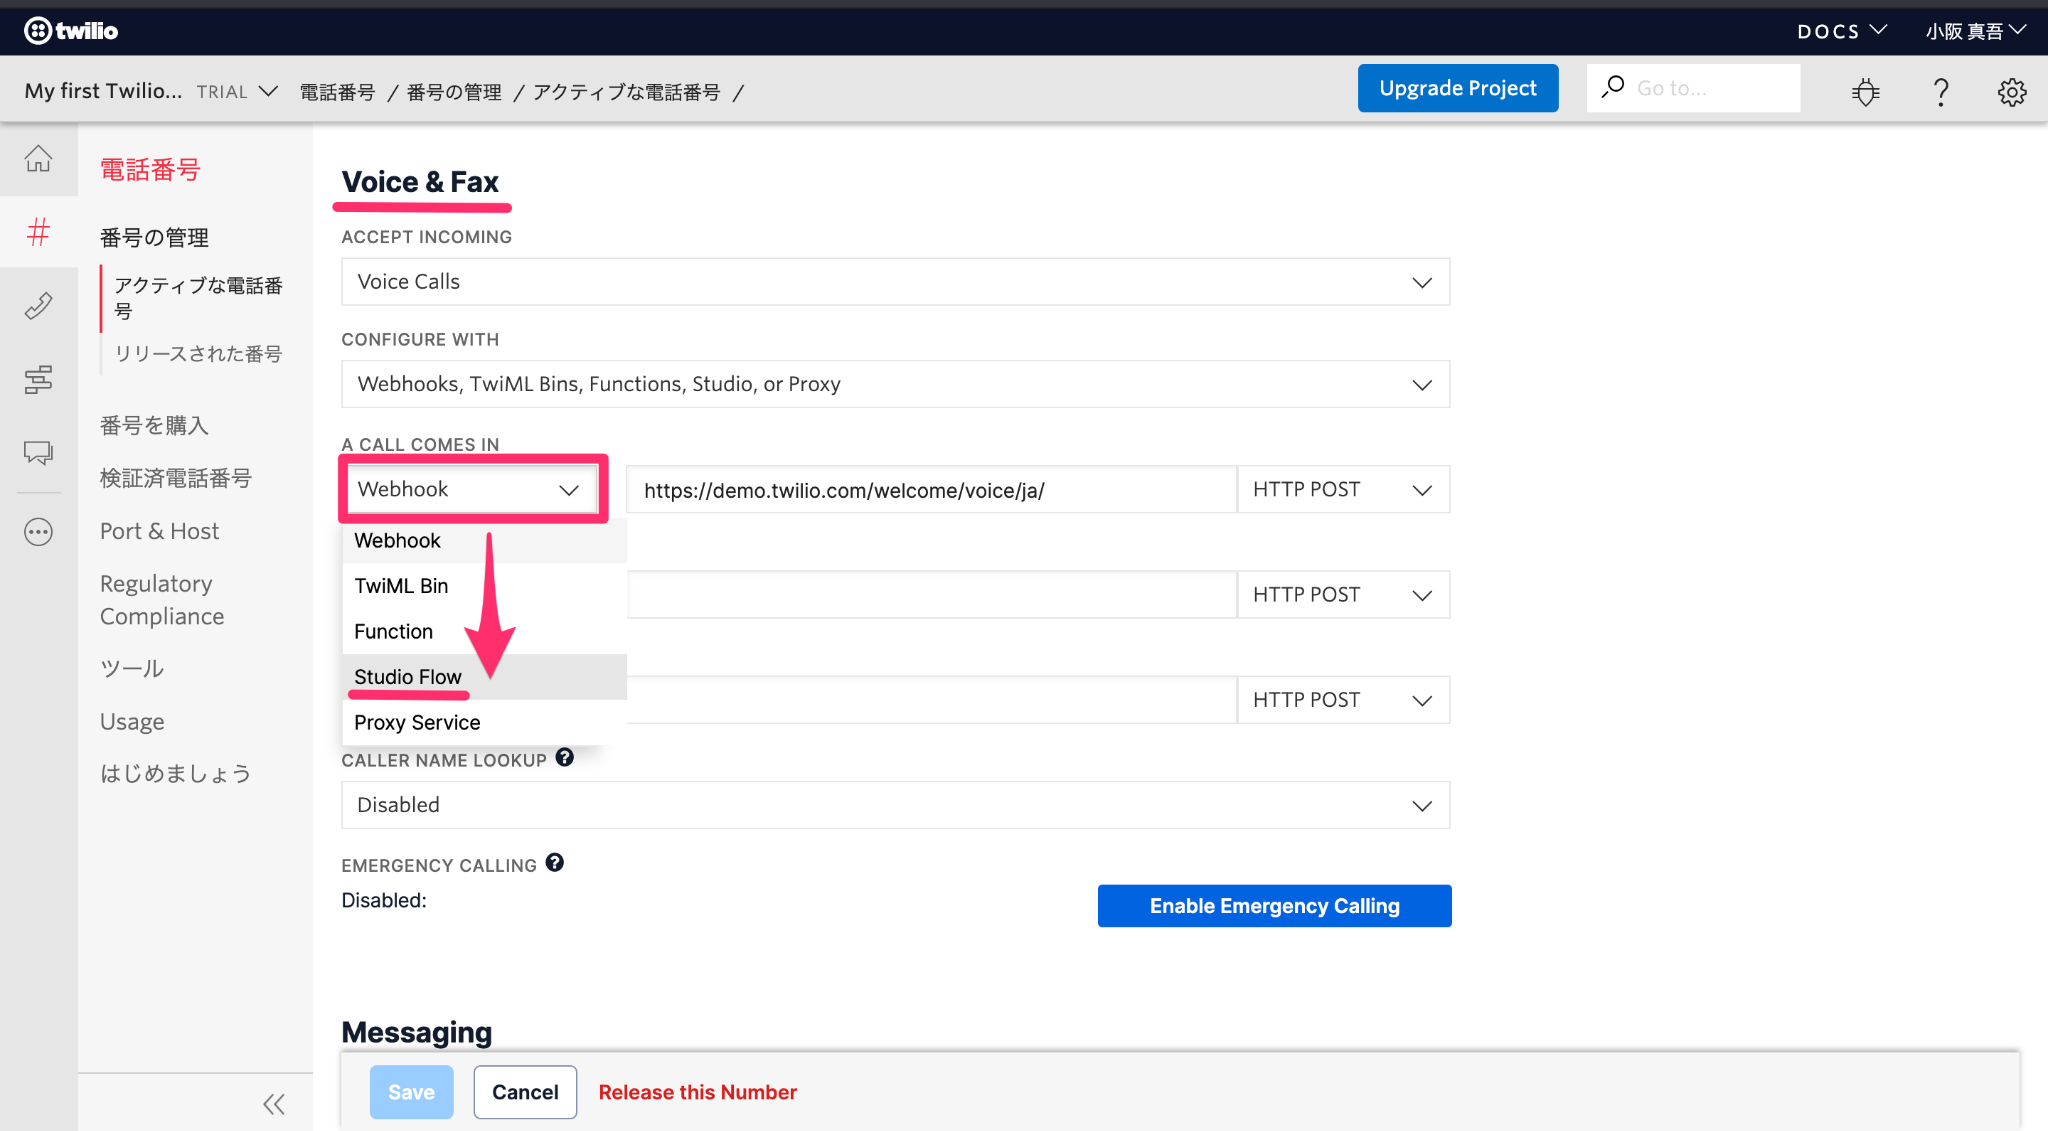 twilio
DOCS
小阪 真吾
My first Twilio... TRIAL
電話番号 / 番号の管理 / アクティブな電話番号 /
Upgrade Project
Go to...
?
電話番号
番号の管理
アクティブな電話番
号
リリースされた番号
番号を購入
検証済電話番号
Port & Host
Regulatory
Compliance
ツール
Usage
はじめましょう
Voice & Fax
ACCEPT INCOMING
Voice Calls
CONFIGURE WITH
Webhooks, TwiML Bins, Functions, Studio, or Proxy
A CALL COMES IN
Webhook
https://demo.twilio.com/welcome/voice/ja/
HTTP POST
Webhook
TwiML Bin
Function
Studio Flow
Proxy Service
HTTP POST
HTTP POST
CALLER NAME LOOKUP ?
Disabled
EMERGENCY CALLING ?
Disabled:
Enable Emergency Calling
Messaging
Save
Cancel
Release this Number